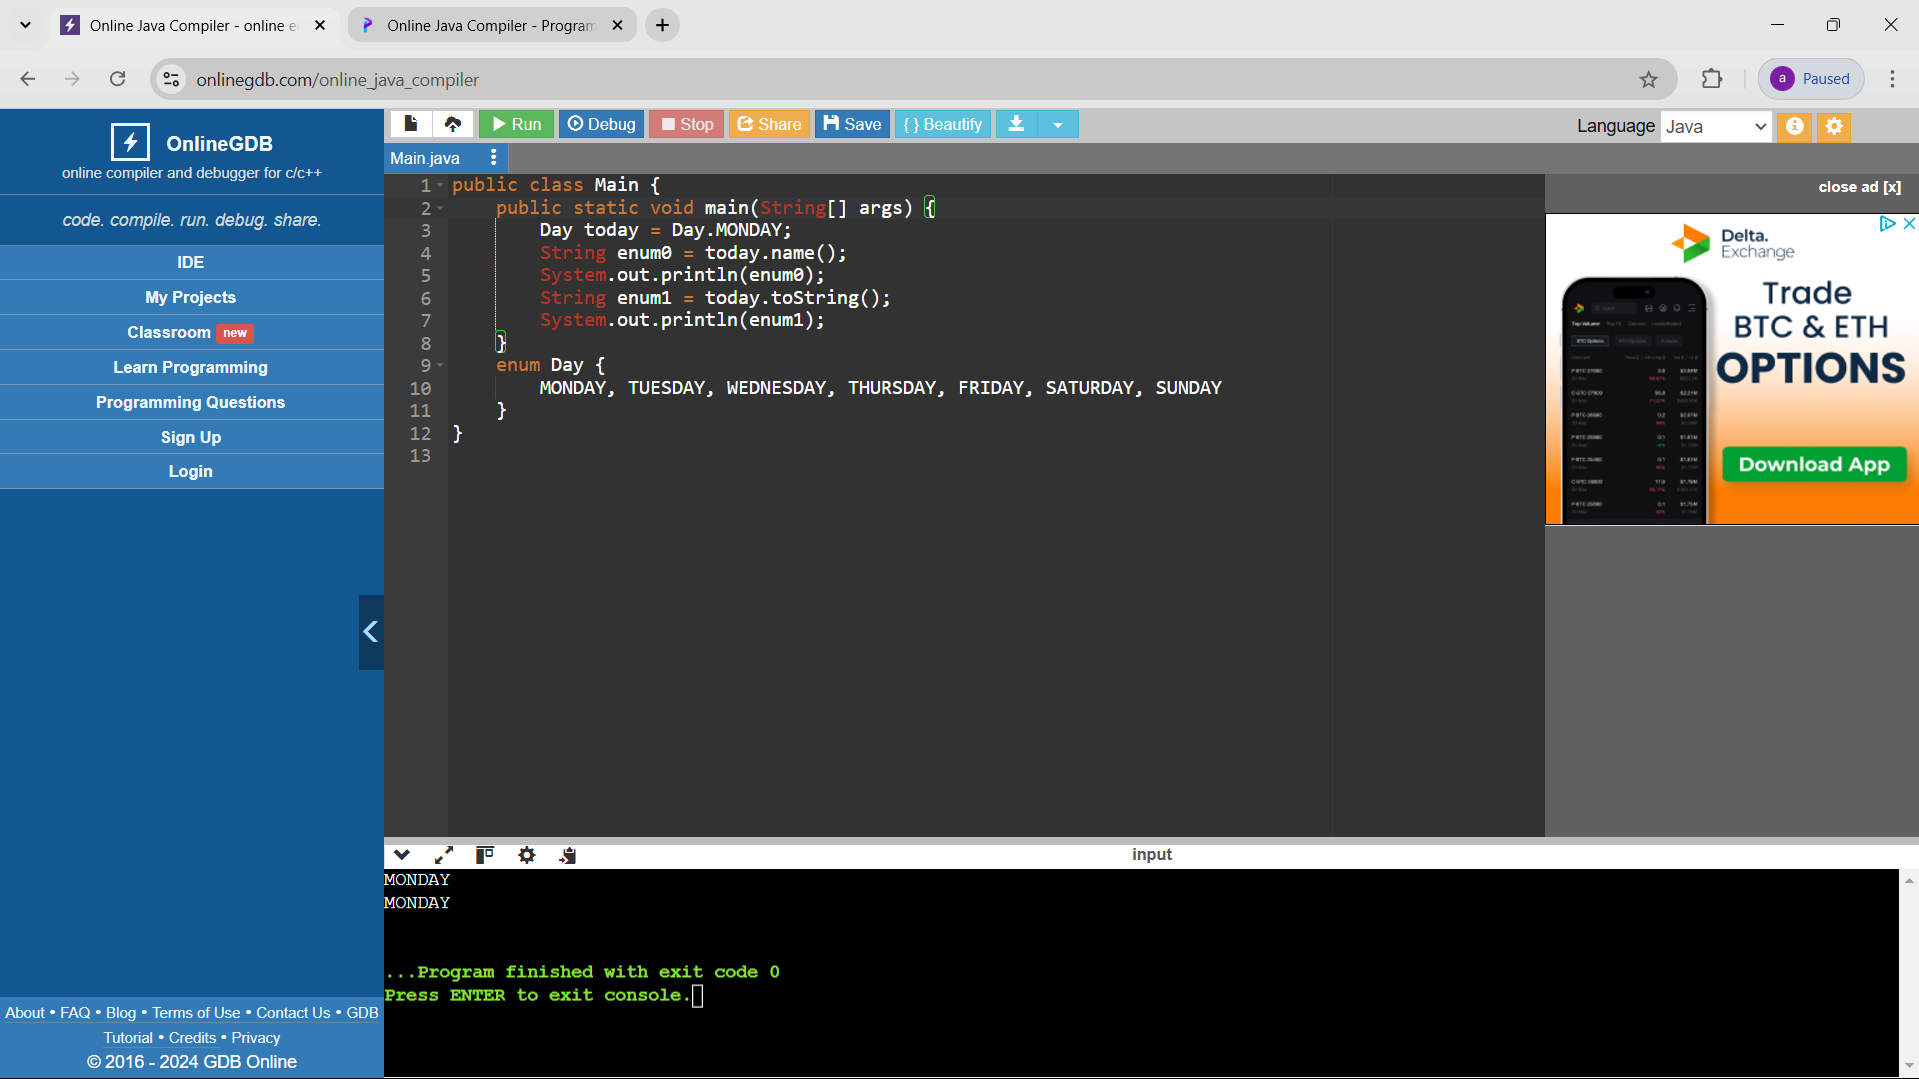 Online Java Compiler - online e
Online Java Compiler - Program
onlinegdb.com/online_java_compiler
a Paused
OnlineGDB
online compiler and debugger for c/c++
code. compile. run. debug. share.
IDE
My Projects
Classroom new
Learn Programming
Programming Questions
Sign Up
Login
About • FAQ • Blog • Terms of Use • Contact Us • GDB
Tutorial • Credits • Privacy
© 2016 - 2024 GDB Online
Run Debug Stop Share Save { } Beautify
Language Java
Main.java
1 public class Main {
2 public static void main(String[] args) {
3 Day today = Day.MONDAY;
4 String enum0 = today.name();
5 System.out.println(enum0);
6 String enum1 = today.toString();
7 System.out.println(enum1);
8 }
9 enum Day {
10 MONDAY, TUESDAY, WEDNESDAY, THURSDAY, FRIDAY, SATURDAY, SUNDAY
11 }
12 }
13
close ad [x]
Delta.
Exchange
Trade
BTC & ETH
OPTIONS
Download App
input
MONDAY
MONDAY
...Program finished with exit code 0
Press ENTER to exit console.